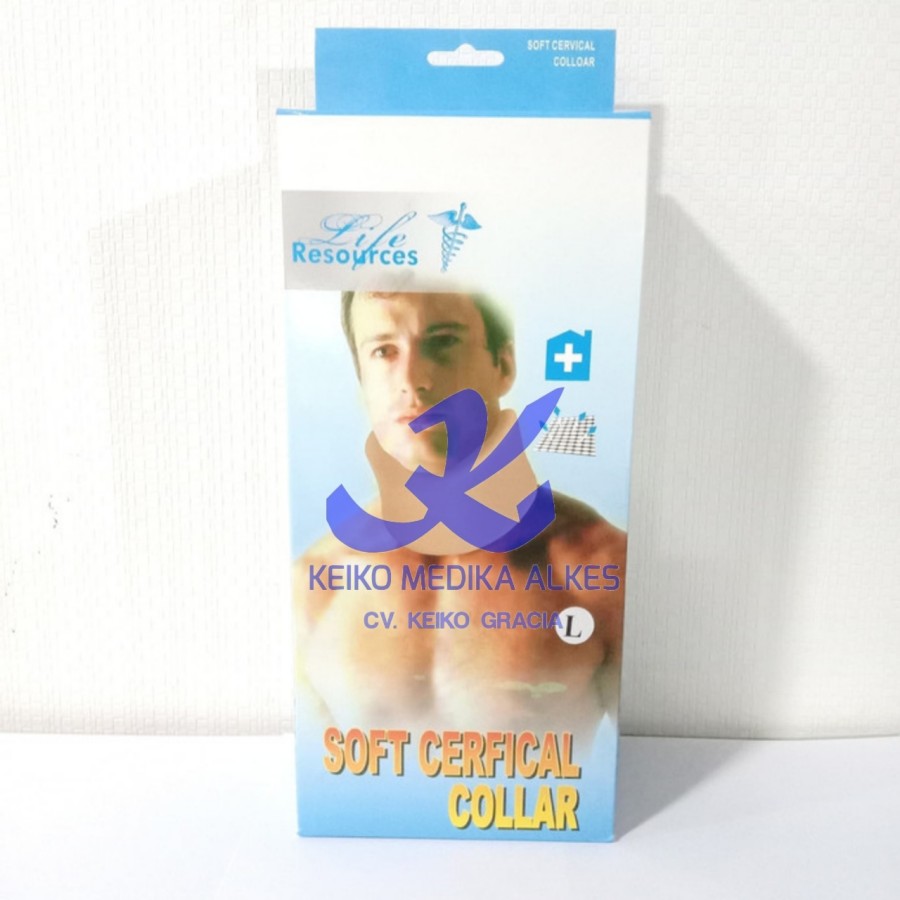 SOFT CERVICAL
COLLOAR
Life
Resources
KEIKO MEDIKA ALKES
CV. KEIKO GRACIA
L
SOFT CERFICAL
COLLAR